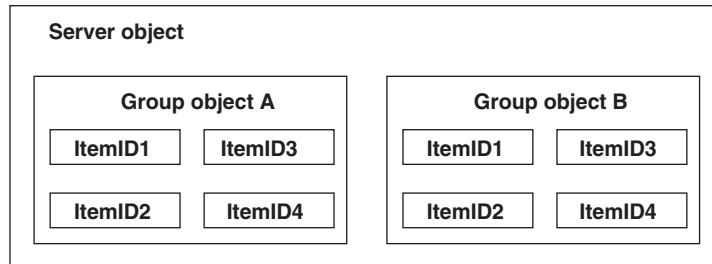 Server object
Group object A
ItemID1 ItemID3
ItemID2 ItemID4
Group object B
ItemID1 ItemID3
ItemID2 ItemID4